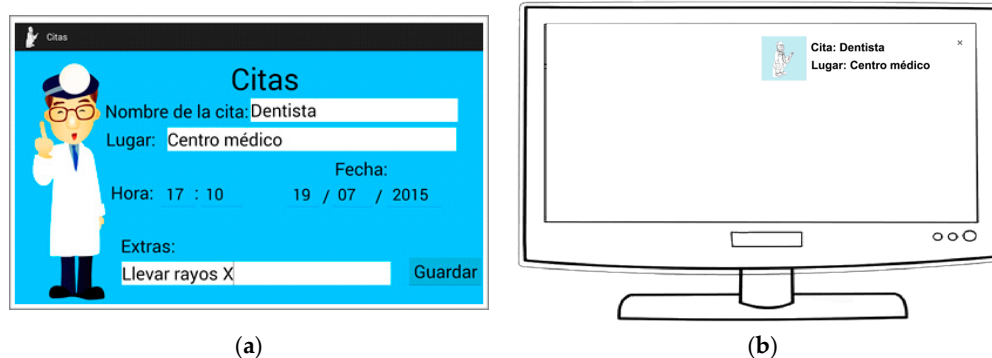 Citas
Citas
Nombre de la cita: Dentista
Lugar: Centro médico
Fecha:
Hora: 17 : 10 19 / 07 / 2015
Extras:
Llevar rayos X
Guardar
(a)
Cita: Dentista ×
Lugar: Centro médico
(b)